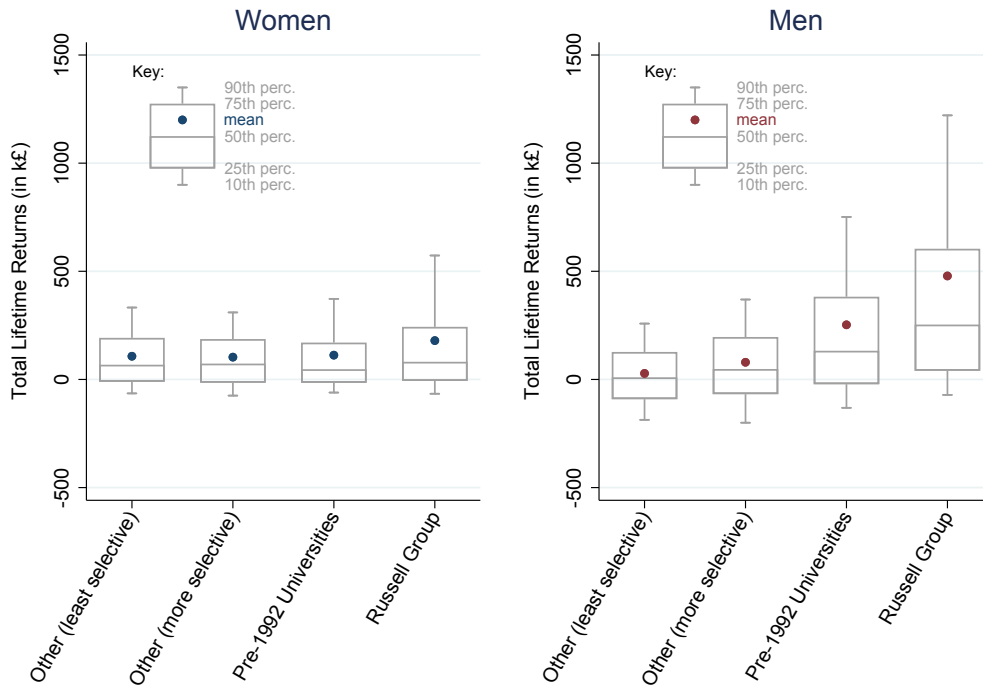 Women
Total Lifetime Returns (in k£)
1500
1000
500
0
-500
Key:
90th perc.
75th perc.
mean
50th perc.
25th perc.
10th perc.
Other (least selective)
Other (more selective)
Pre-1992 Universities
Russell Group
Men
Total Lifetime Returns (in k£)
1500
1000
500
0
-500
Key:
90th perc.
75th perc.
mean
50th perc.
25th perc.
10th perc.
Other (least selective)
Other (more selective)
Pre-1992 Universities
Russell Group